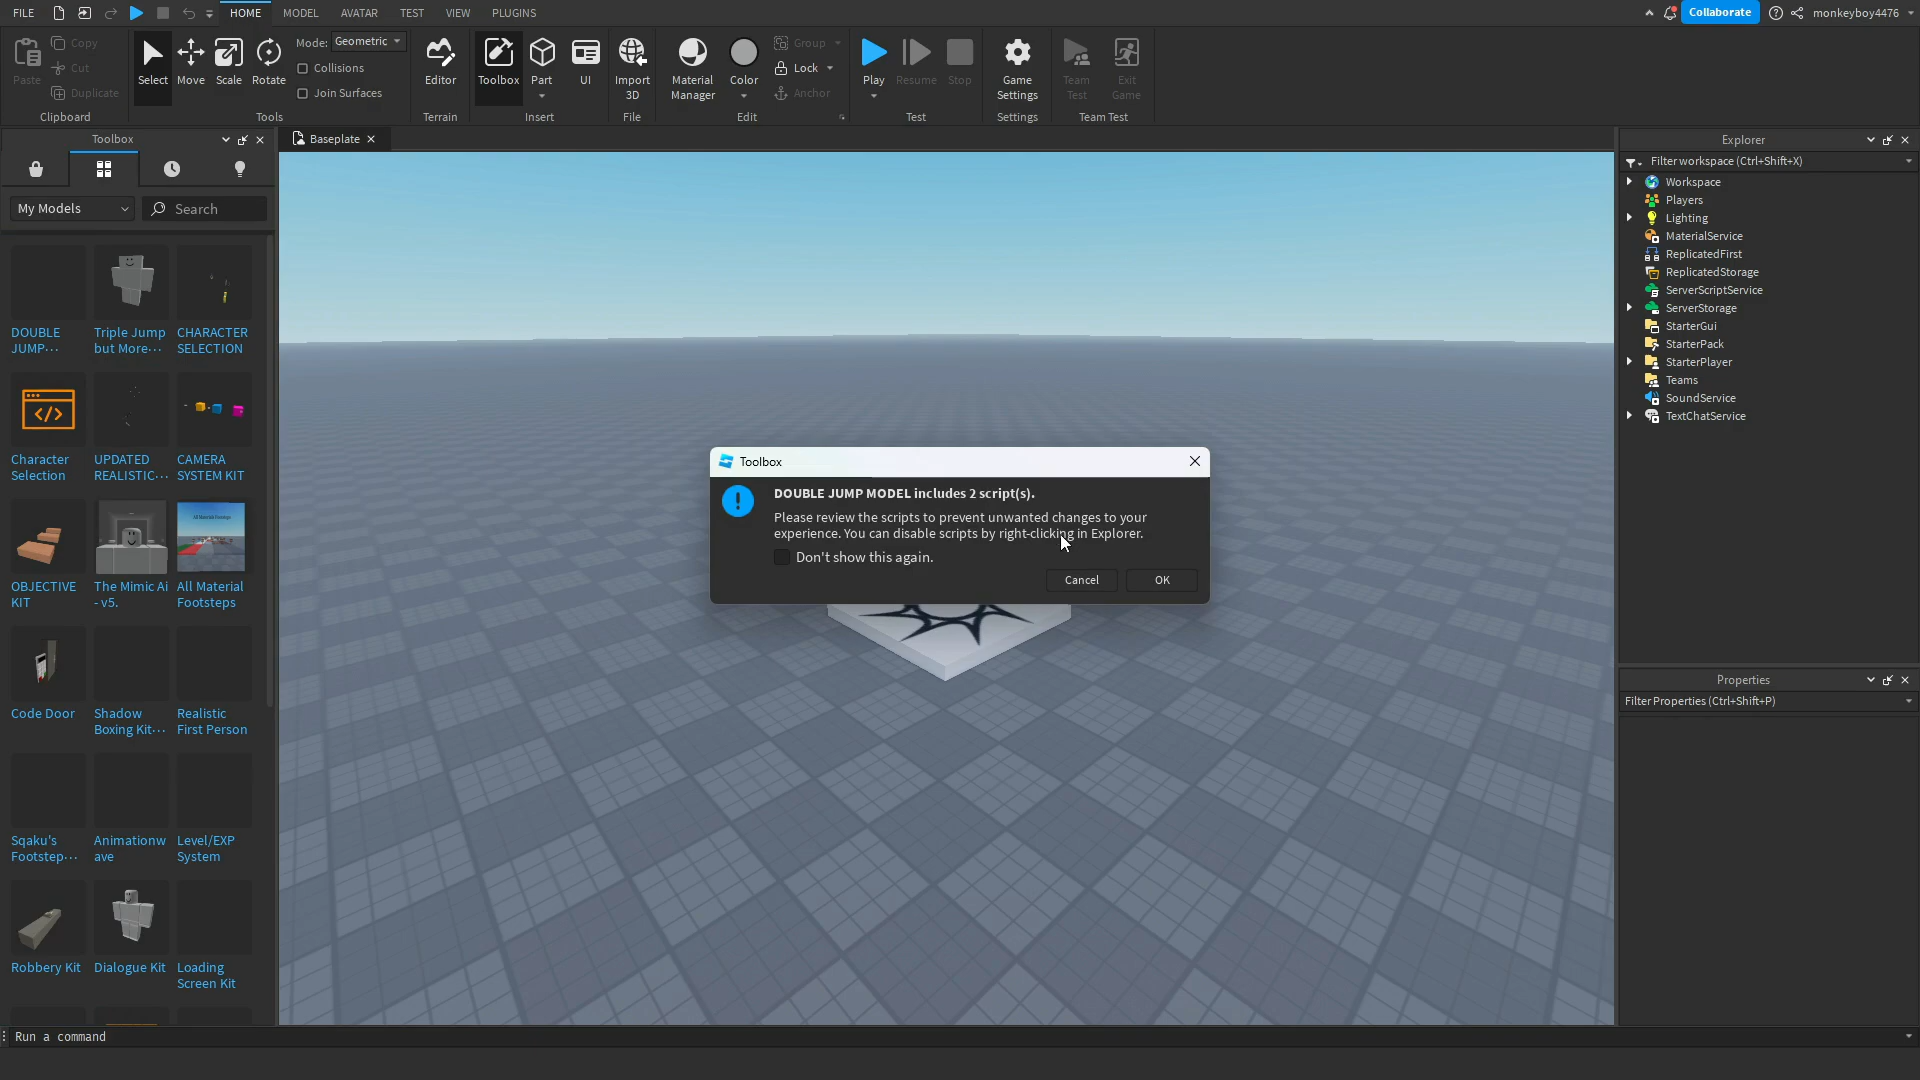 FILE
HOME
MODEL
AVATAR
TEST
VIEW
PLUGINS
Collaborate
monkeyboy4476
Paste
Copy
Cut
Duplicate
Clipboard
Select
Move
Scale
Rotate
Mode: Geometric
Collisions
Join Surfaces
Tools
Editor
Terrain
Toolbox
Part
UI
Insert
Import
3D
File
Material
Manager
Color
Group
Lock
Anchor
Edit
Play
Resume
Stop
Test
Game
Settings
Settings
Team
Test
Exit
Game
Team Test
Toolbox
My Models
Search
DOUBLE
JUMP...
Triple Jump
but More...
CHARACTER
SELECTION
Character
Selection
UPDATED
REALISTIC...
CAMERA
SYSTEM KIT
OBJECTIVE
KIT
The Mimic Ai
- v5.
All Material
Footsteps
Code Door
Shadow
Boxing Kit...
Realistic
First Person
Sqaku's
Footstep...
Animationw
ave
Level/EXP
System
Robbery Kit
Dialogue Kit
Loading
Screen Kit
Baseplate
Toolbox
DOUBLE JUMP MODEL includes 2 script(s).
Please review the scripts to prevent unwanted changes to your
experience. You can disable scripts by right-clicking in Explorer.
Don't show this again.
Cancel
OK
Explorer
Filter workspace (Ctrl+Shift+X)
Workspace
Players
Lighting
MaterialService
ReplicatedFirst
ReplicatedStorage
ServerScriptService
ServerStorage
StarterGui
StarterPack
StarterPlayer
Teams
SoundService
TextChatService
Properties
Filter Properties (Ctrl+Shift+P)
Run a command